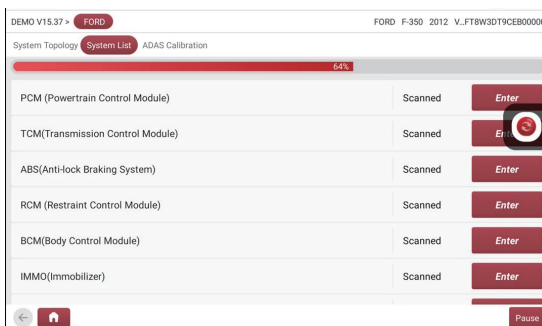 DEMO V15.37 > FORD FORD F-350 2012 V...FT8W3DT9CEB00000
System Topology System List ADAS Calibration
64%
PCM (Powertrain Control Module) Scanned Enter
TCM(Transmission Control Module) Scanned Ente
ABS(Anti-lock Braking System) Scanned Enter
RCM (Restraint Control Module) Scanned Enter
BCM(Body Control Module) Scanned Enter
IMMO(Immobilizer) Scanned Enter
Pause